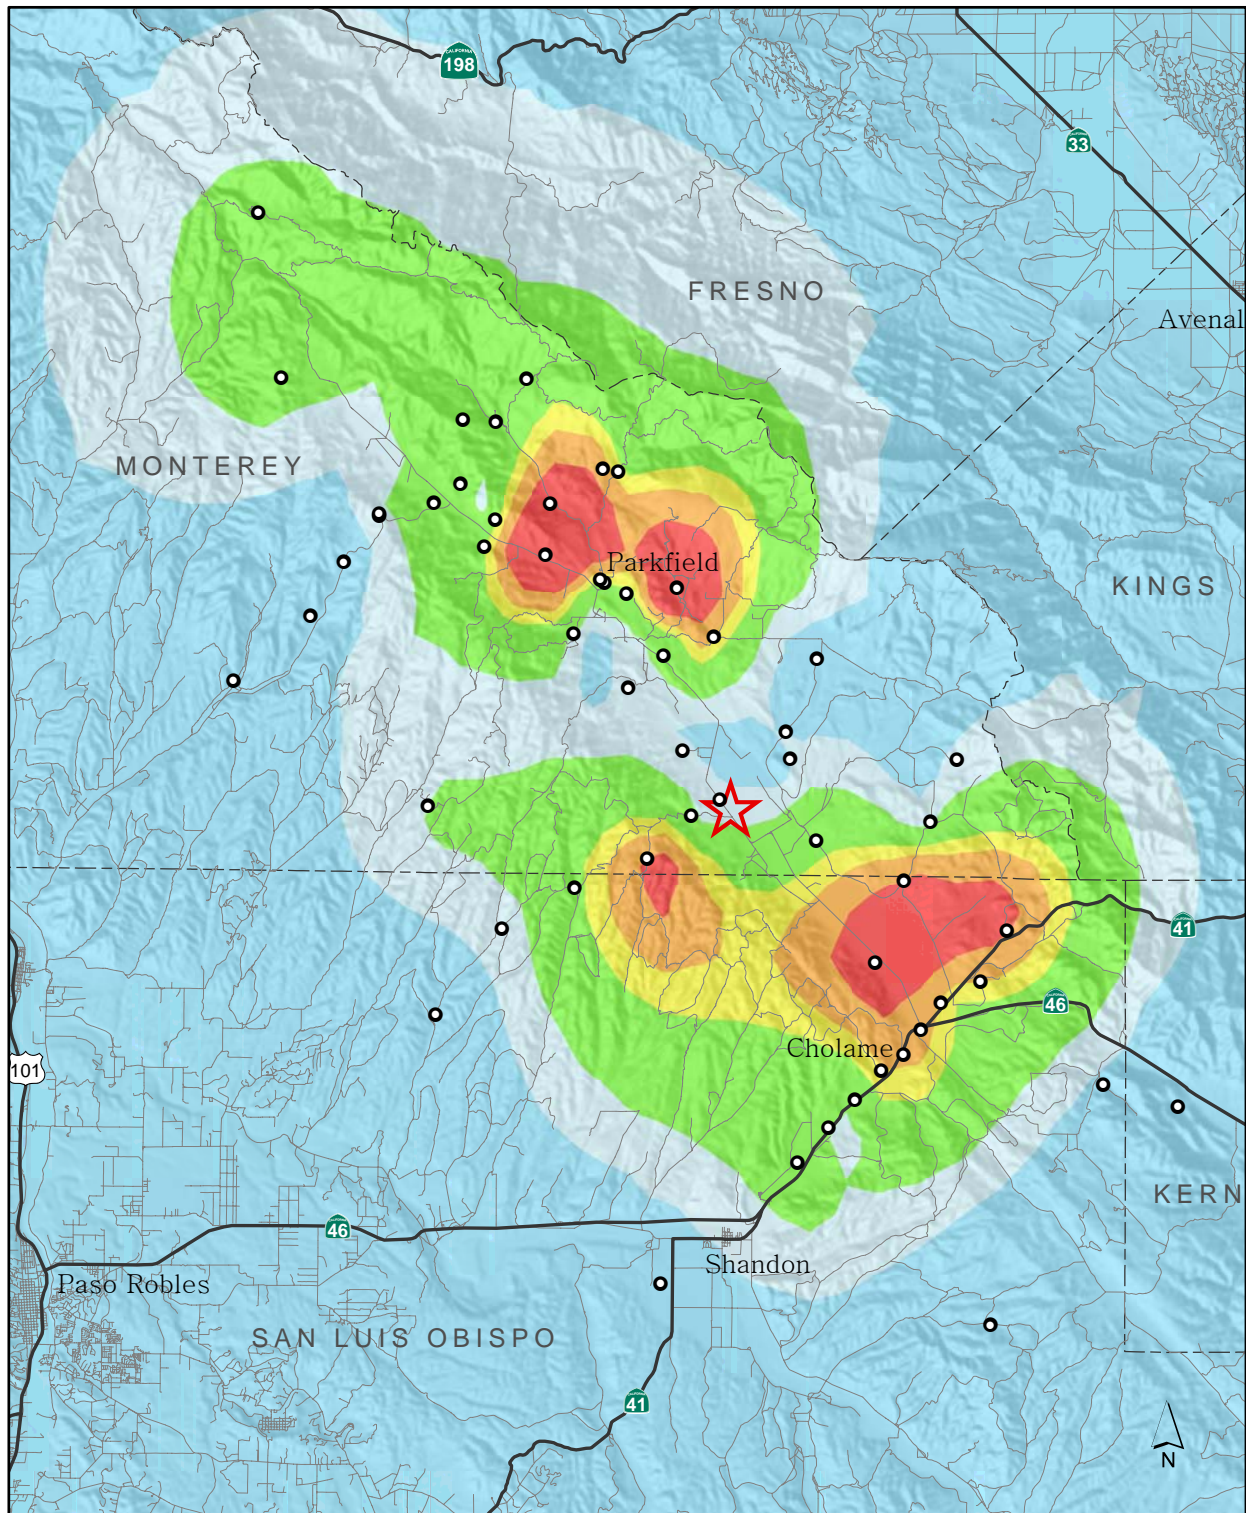 CALIFORNIA
198
33
FRESNO
Avenal
MONTEREY
Parkfield
KINGS
41
46
Cholame
101
KERN
46
Shandon
Paso Robles
SAN LUIS OBISPO
41
N